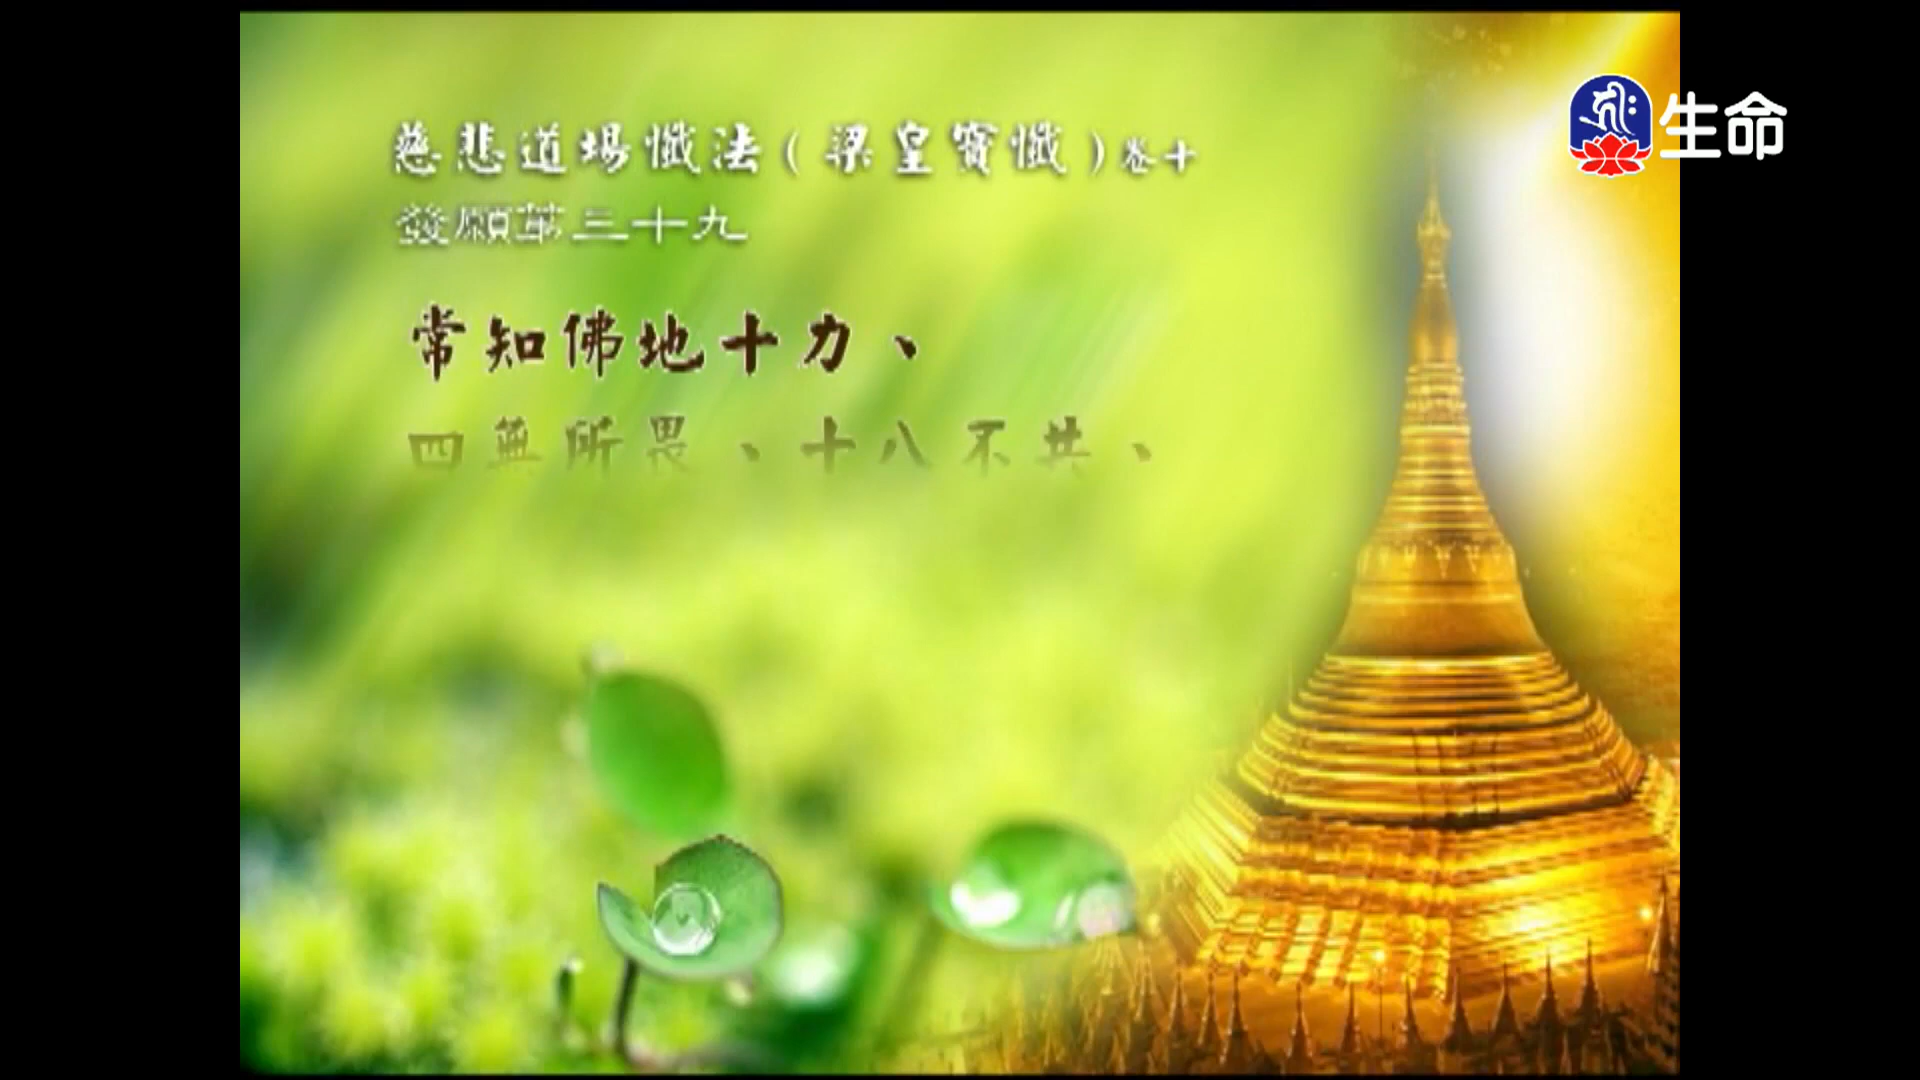 生命
慈悲道場懺法(梁皇寶懺)卷十
發願第三十九
常知佛地十力、
四無所畏、十八不共、